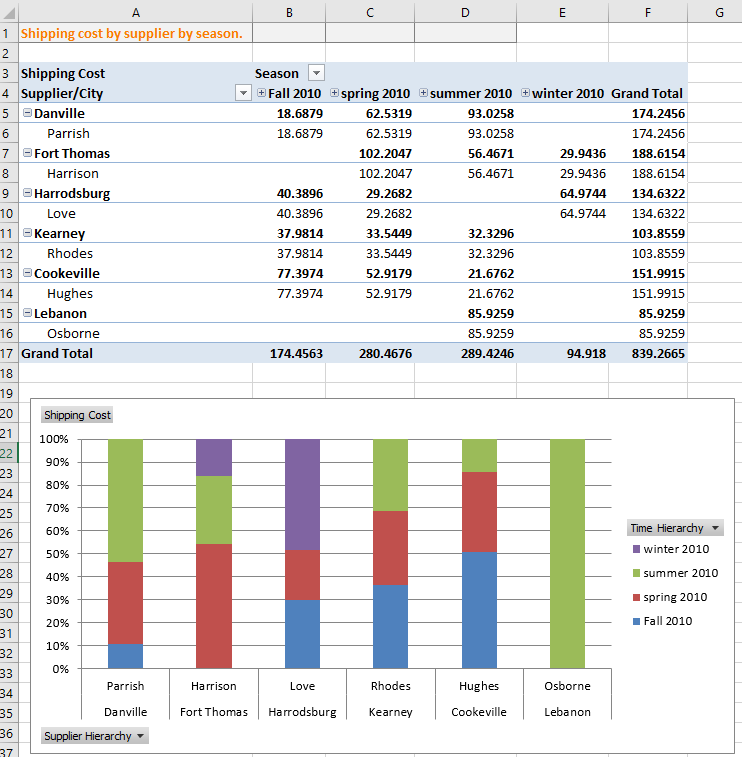 A B C D E F G
1 Shipping cost by supplier by season.
2
3 Shipping Cost Season
4 Supplier/City Fall 2010 spring 2010 summer 2010 winter 2010 Grand Total
5 Danville 18.6879 62.5319 93.0258 174.2456
6 Parrish 18.6879 62.5319 93.0258 174.2456
7 Fort Thomas 102.2047 56.4671 29.9436 188.6154
8 Harrison 102.2047 56.4671 29.9436 188.6154
9 Harrodsburg 40.3896 29.2682 64.9744 134.6322
10 Love 40.3896 29.2682 64.9744 134.6322
11 Kearney 37.9814 33.5449 32.3296 103.8559
12 Rhodes 37.9814 33.5449 32.3296 103.8559
13 Cookeville 77.3974 52.9179 21.6762 151.9915
14 Hughes 77.3974 52.9179 21.6762 151.9915
15 Lebanon 85.9259 85.9259
16 Osborne 85.9259 85.9259
17 Grand Total 174.4563 280.4676 289.4246 94.918 839.2665
18
19
20
21
22
23
24
25
26
27
28
29
30
31
32
33
34
35
36
37
Shipping Cost
100%
90%
80%
70%
60%
50%
40%
30%
20%
10%
0%
Parrish Harrison Love Rhodes Hughes Osborne
Danville Fort Thomas Harrodsburg Kearney Cookeville Lebanon
Time Hierarchy
winter 2010
summer 2010
spring 2010
Fall 2010
Supplier Hierarchy